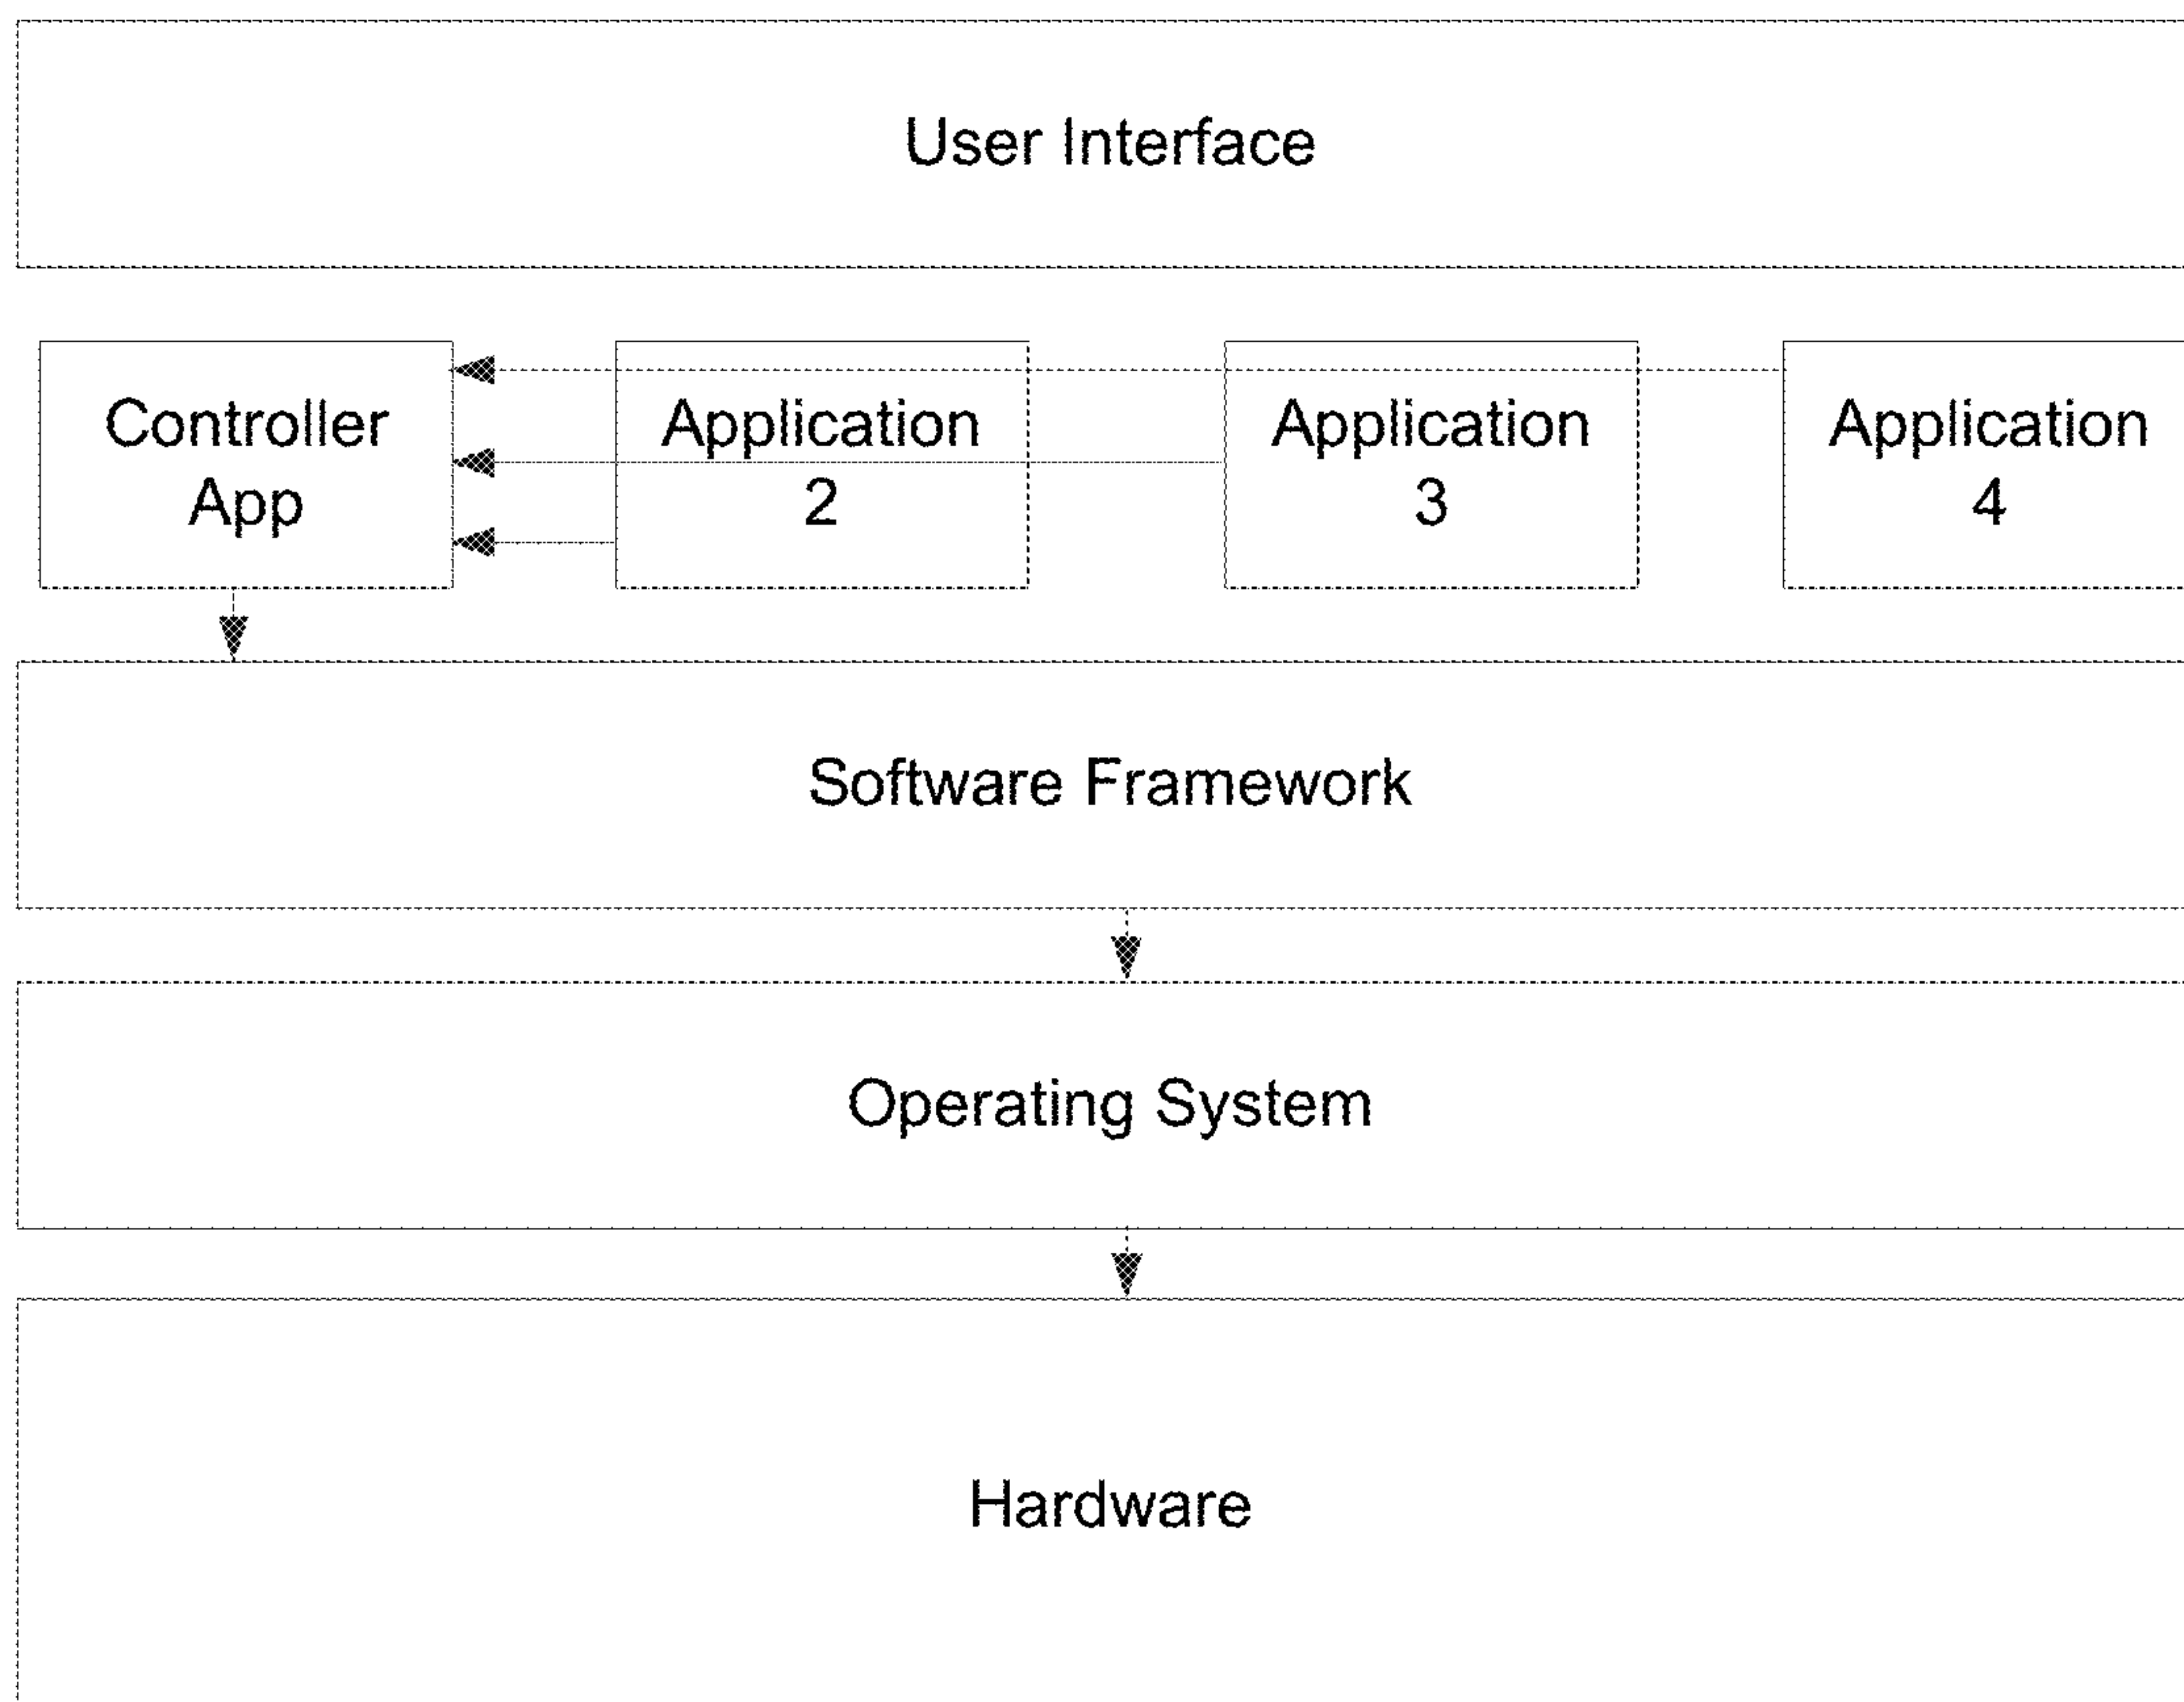 User Interface
Controller
App
Application
2
Application
3
Application
4
Software Framework
Operating System
Hardware